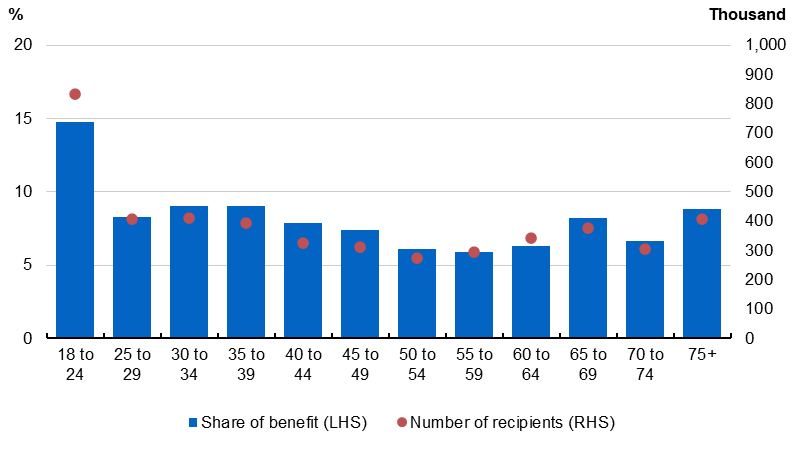 % Thousand
20 1,000
900
15 800
700
600
10 500
400
5 300
200
100
0 0
18 to 25 to 30 to 35 to 40 to 45 to 50 to 55 to 60 to 65 to 70 to 75+
24 29 34 39 44 49 54 59 64 69 74
Share of benefit (LHS) Number of recipients (RHS)